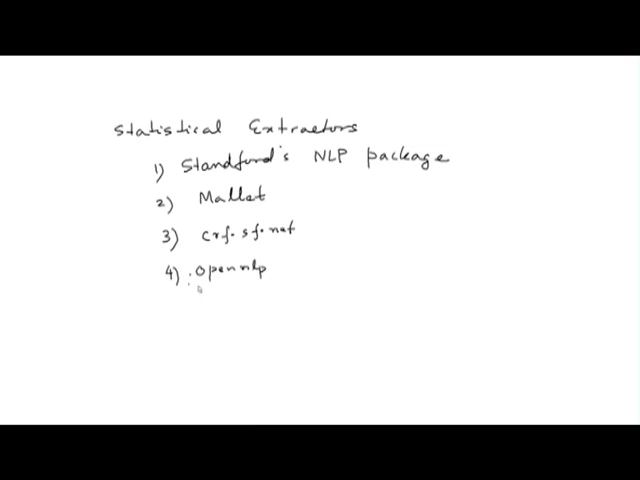 Statistical Extractors
1) Standford's NLP package
2) Mallet
3) crf.sf.net
4) opennlp